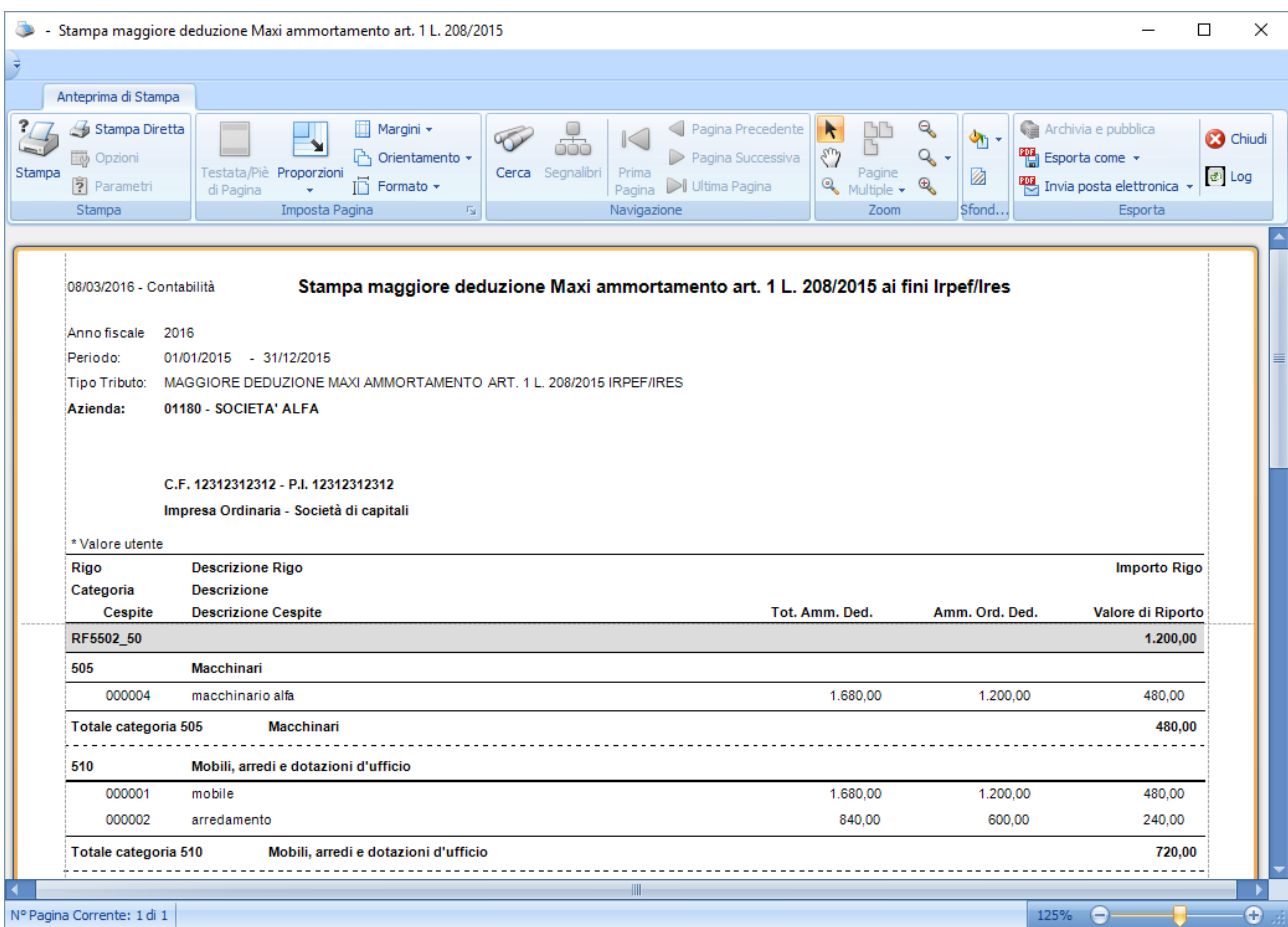 - Stampa maggiore deduzione Maxi ammortamento art. 1 L. 208/2015
Anteprima di Stampa
Stampa
Stampa Diretta
Opzioni
Parametri
Stampa
Testata/Piè di Pagina
Proporzioni
Margini
Orientamento
Formato
Imposta Pagina
Cerca
Segnalibri
Prima Pagina
Pagina Precedente
Pagina Successiva
Ultima Pagina
Navigazione
Pagine Multiple
Zoom
Sfond...
Archivia e pubblica
PDF Esporta come
PDF Invia posta elettronica
Esporta
Chiudi
Log
08/03/2016 - Contabilità Stampa maggiore deduzione Maxi ammortamento art. 1 L. 208/2015 ai fini Irpef/Ires
Anno fiscale 2016
Periodo: 01/01/2015 - 31/12/2015
Tipo Tributo: MAGGIORE DEDUZIONE MAXI AMMORTAMENTO ART. 1 L. 208/2015 IRPEF/IRES
Azienda: 01180 - SOCIETA' ALFA
C.F. 12312312312 - P.I. 12312312312
Impresa Ordinaria - Società di capitali
* Valore utente
Rigo Descrizione Rigo Importo Rigo
Categoria Descrizione
Cespite Descrizione Cespite Tot. Amm. Ded. Amm. Ord. Ded. Valore di Riporto
RF5502_50 1.200,00
505 Macchinari
000004 macchinario alfa 1.680,00 1.200,00 480,00
Totale categoria 505 Macchinari 480,00
510 Mobili, arredi e dotazioni d'ufficio
000001 mobile 1.680,00 1.200,00 480,00
000002 arredamento 840,00 600,00 240,00
Totale categoria 510 Mobili, arredi e dotazioni d'ufficio 720,00
N° Pagina Corrente: 1 di 1 125%